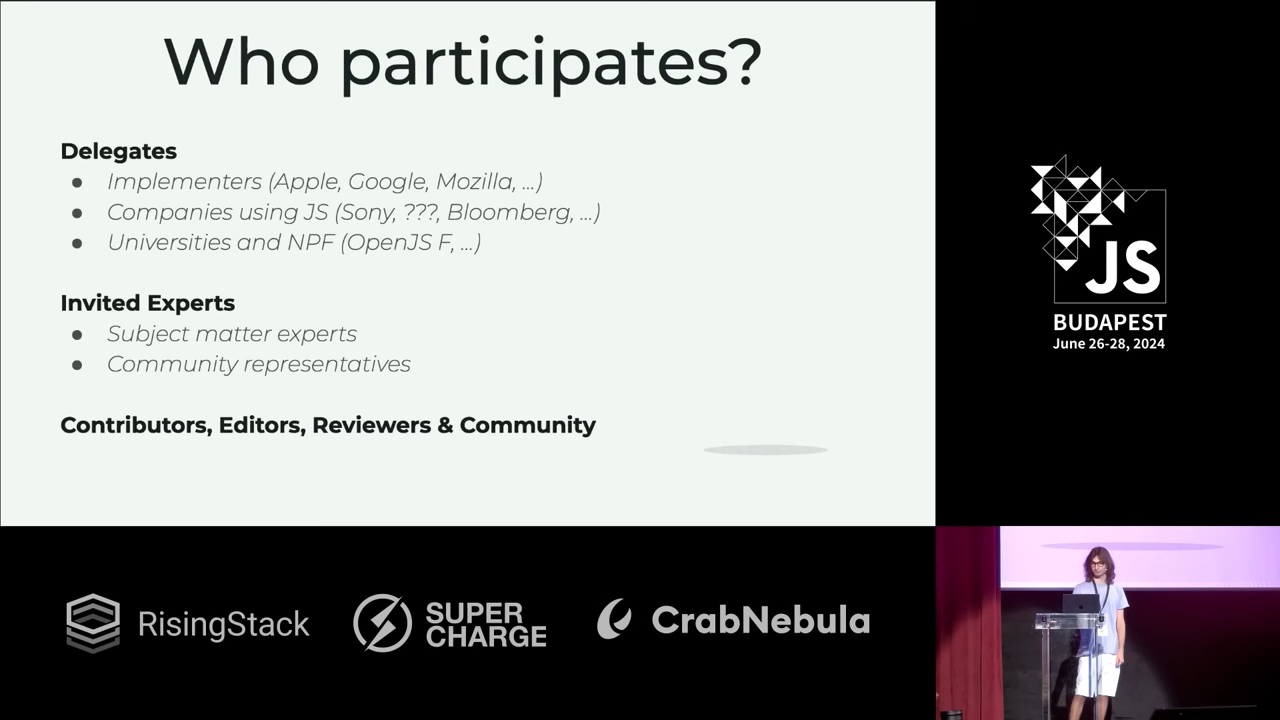 Who participates?
Delegates
● Implementers (Apple, Google, Mozilla, ...)
● Companies using JS (Sony, ???, Bloomberg, ...)
● Universities and NPF (OpenJS F, ...)
Invited Experts
● Subject matter experts
● Community representatives
Contributors, Editors, Reviewers & Community
JS
BUDAPEST
June 26-28, 2024
RisingStack
SUPER
CHARGE
CrabNebula